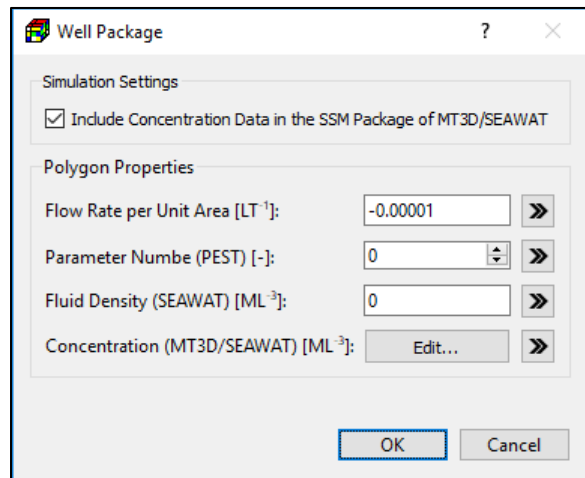 Well Package ?
Simulation Settings
Include Concentration Data in the SSM Package of MT3D/SEAWAT
Polygon Properties
Flow Rate per Unit Area [LT⁻¹]: -0.00001
Parameter Numbe (PEST) [-]: 0
Fluid Density (SEAWAT) [ML⁻³]: 0
Concentration (MT3D/SEAWAT) [ML⁻³]: Edit...
OK Cancel